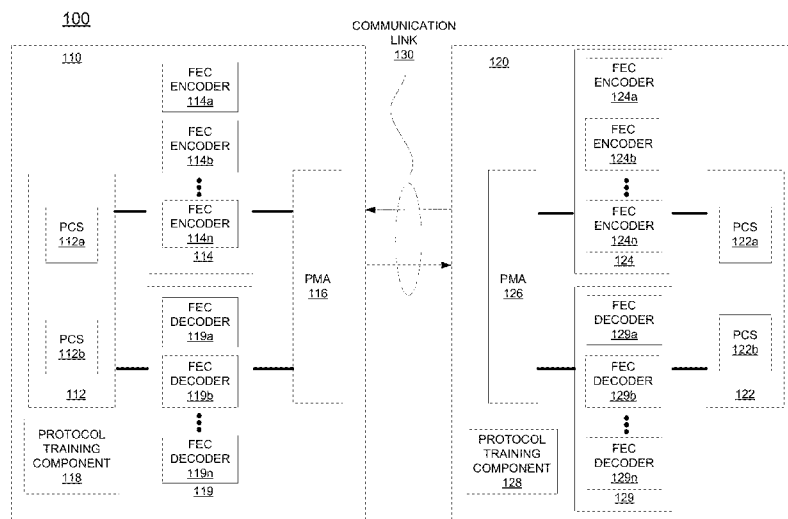 100
COMMUNICATION
LINK
130
110
FEC
ENCODER
114a
FEC
ENCODER
114b
FEC
ENCODER
114n
114
PCS
112a
PCS
112b
112
PMA
116
FEC
DECODER
119a
FEC
DECODER
119b
FEC
DECODER
119n
119
PROTOCOL
TRAINING
COMPONENT
118
120
FEC
ENCODER
124a
FEC
ENCODER
124b
FEC
ENCODER
124n
124
PMA
126
PCS
122a
PCS
122b
122
FEC
DECODER
129a
FEC
DECODER
129b
FEC
DECODER
129n
129
PROTOCOL
TRAINING
COMPONENT
128